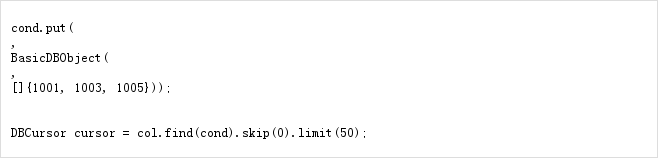 cond.put(
,
BasicDBObject(
,
[]{1001, 1003, 1005}));
DBCursor cursor = col.find(cond).skip(0).limit(50);